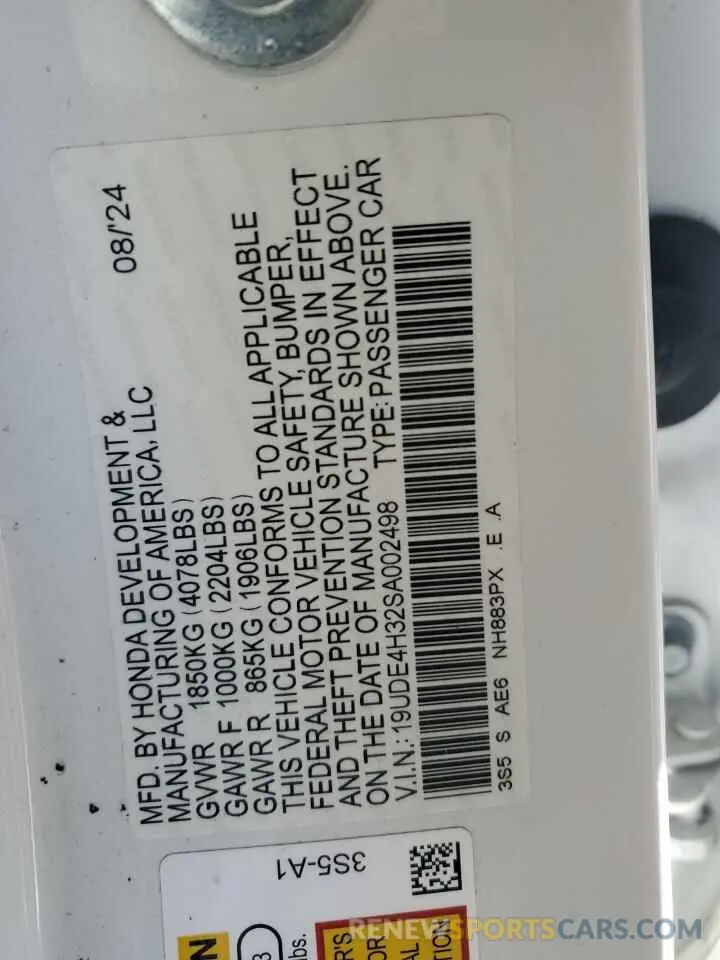 MFD. BY HONDA DEVELOPMENT & 08/'24
MANUFACTURING OF AMERICA, LLC
GVWR 1850KG (4078LBS)
GAWR F 1000KG (2204LBS)
GAWR R 865KG (1906LBS)
THIS VEHICLE CONFORMS TO ALL APPLICABLE
FEDERAL MOTOR VEHICLE SAFETY, BUMPER,
AND THEFT PREVENTION STANDARDS IN EFFECT
ON THE DATE OF MANUFACTURE SHOWN ABOVE.
V.I.N.: 19UDE4H32SA002498 TYPE: PASSENGER CAR
3S5 S AE6 NH883PX .E .A
3S5-A1
RENEWSPORTSCARS.COM